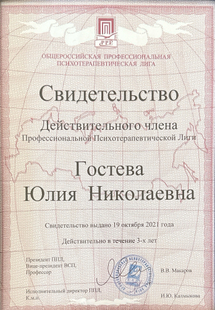 ОБЩЕРОССИЙСКАЯ ПРОФЕССИОНАЛЬНАЯ
ПСИХОТЕРАПЕВТИЧЕСКАЯ ЛИГА
Свидетельство
Действительного члена
Профессиональной Психотерапевтической Лиги
Гостева
Юлия Николаевна
Свидетельство выдано 19 октября 2021 года
Действительно в течение 3-х лет
Президент ППЛ,
Вице-президент ВСП,
Профессор
В.В. Макаров
Исполнительный директор ППЛ,
К.м.н.
И.Ю. Калмыкова